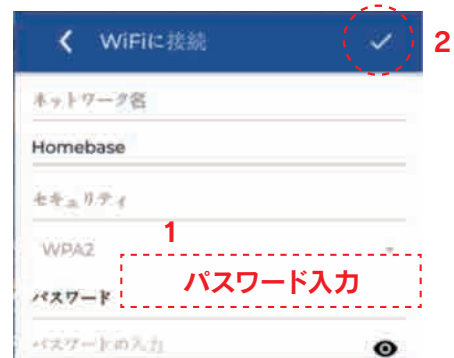 WiFiに接続
2
ネットワーク名
Homebase
セキュリティ
1
WPA2
パスワード入力
パスワード
パスワードの入力